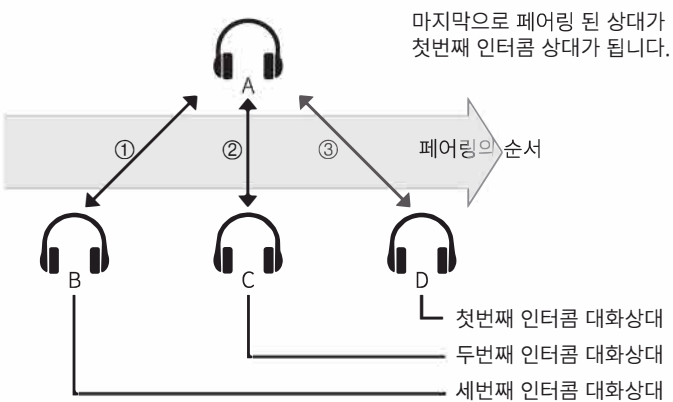 마지막으로 페어링 된 상대가
첫번째 인터콤 상대가 됩니다.
A
① ② ③ 페어링의 순서
B C D
첫번째 인터콤 대화상대
두번째 인터콤 대화상대
세번째 인터콤 대화상대